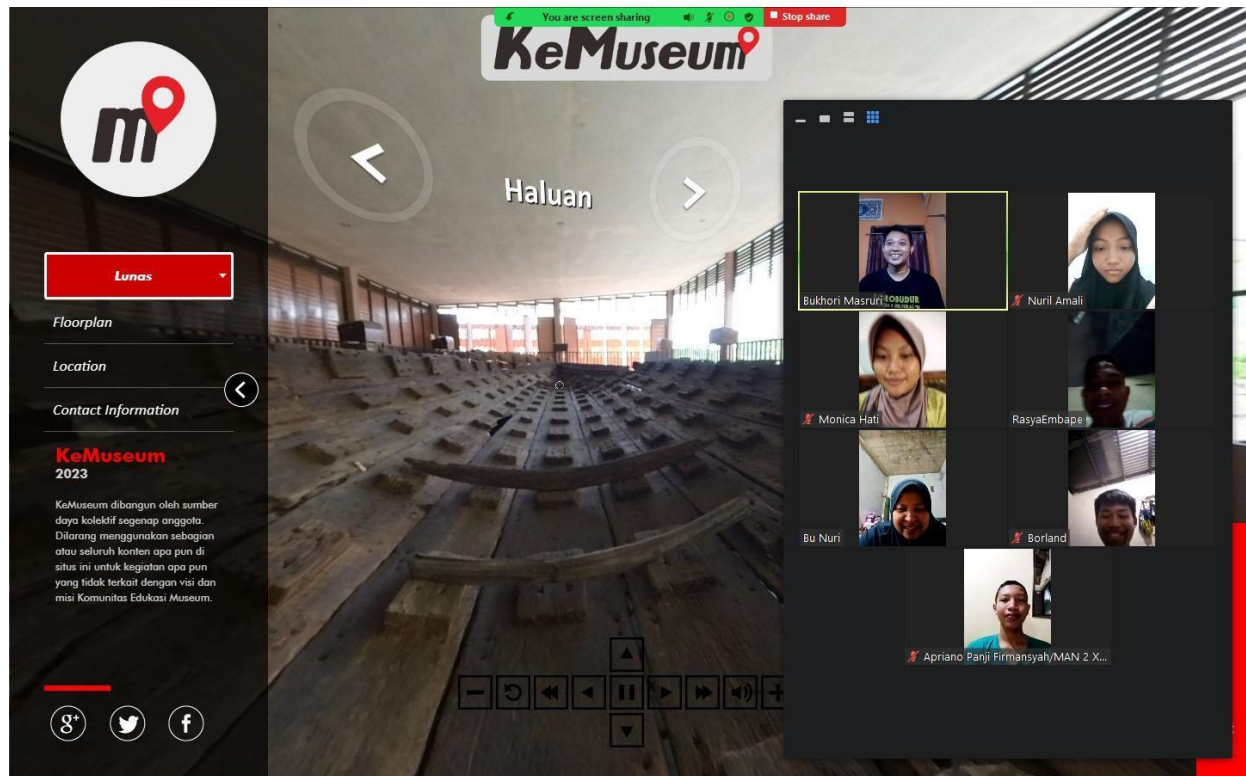 You are screen sharing
Stop share
KeMuseum
m
Haluan
Lunas
Floorplan
Location
Contact Information
KeMuseum
2023
KeMuseum dibangun oleh sumber
daya kolektif segenap anggota.
Dilarang menggunakan sebagian
atau seluruh konten apa pun di
situs ini untuk kegiatan apa pun
yang tidak terkait dengan visi dan
misi Komunitas Edukasi Museum.
g+
f
Bukhori Masruri
Nuril Amali
Monica Hati
RasyaEmbape
Bu Nuri
Borland
Apriano Panji Firmansyah/MAN 2 X...